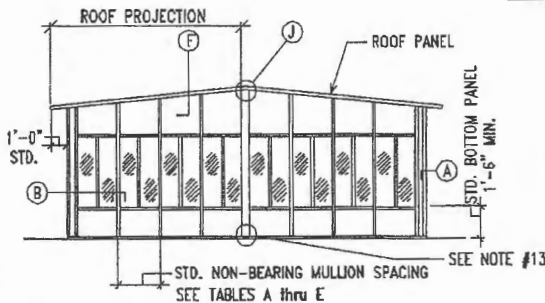 ROOF PROJECTION
F
J
ROOF PANEL
1'-0"
STD.
B
A
STD. BOTTOM PANEL
1'-6" MIN.
SEE NOTE #13
STD. NON-BEARING MULLION SPACING
SEE TABLES A thru E